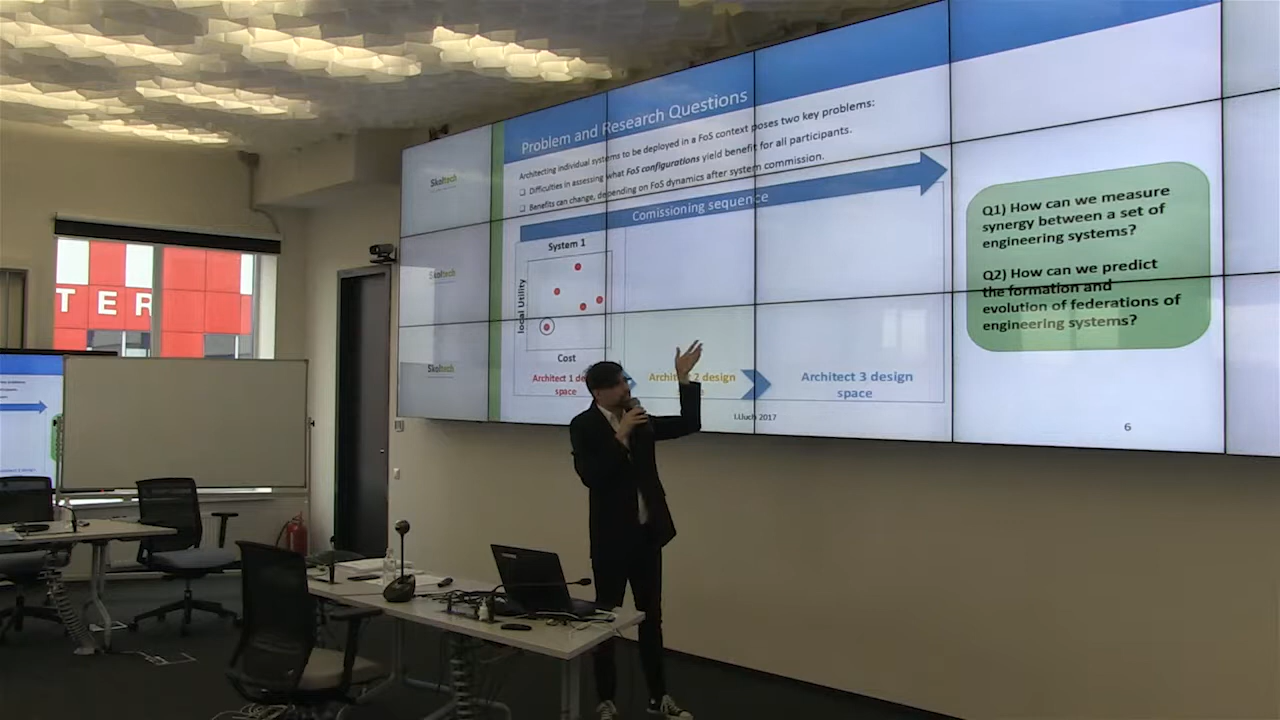 Problem and Research Questions
Architecting individual systems to be deployed in a FoS context poses two key problems:
Difficulties in assessing what FoS configurations yield benefit for all participants.
Benefits can change, depending on FoS dynamics after system commission.
Comissioning sequence
System 1
local Utility
Cost
Architect 1 de
space
Archit 2 design
Architect 3 design
space
Q1) How can we measure
synergy between a set of
engineering systems?
Q2) How can we predict
the formation and
evolution of federations of
engineering systems?
LLluch 2017
6
Skoltech
Skoltech
Skoltech
TER